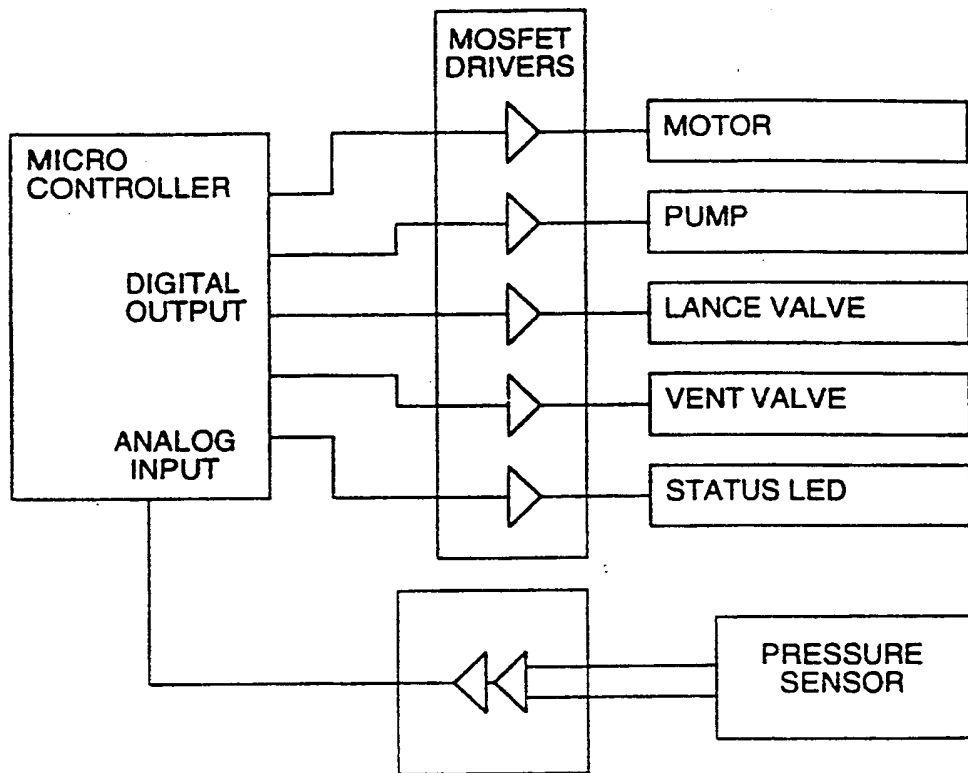 MOSFET
DRIVERS
MOTOR
MICRO
CONTROLLER
PUMP
DIGITAL
OUTPUT
LANCE VALVE
VENT VALVE
ANALOG
INPUT
STATUS LED
PRESSURE
SENSOR